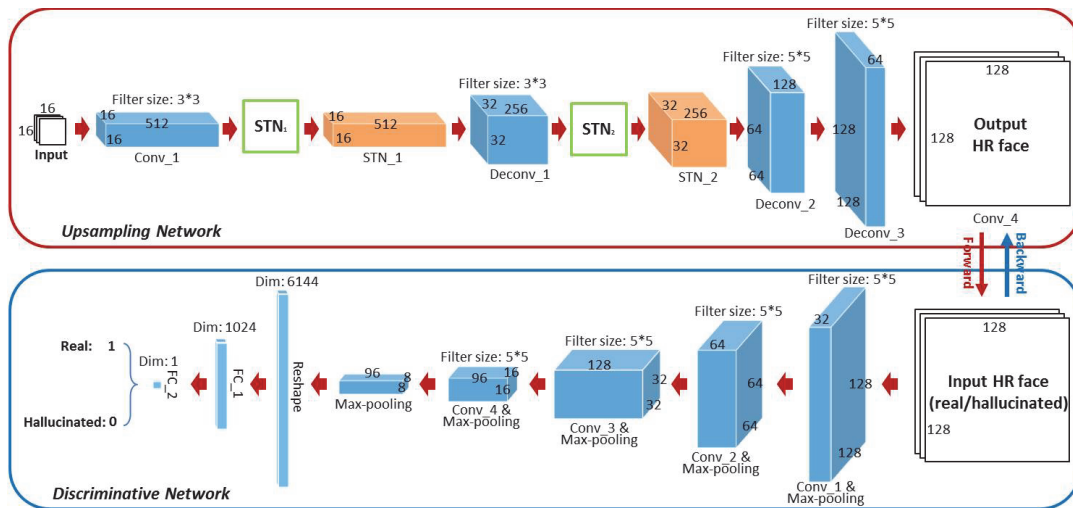 16
16
Input
Filter size: 3*3
16
512
16
Conv_1
STN₁
16
512
16
STN_1
Filter size: 3*3
32
256
32
Deconv_1
STN₂
32
256
32
STN_2
Filter size: 5*5
128
64
64
Deconv_2
Filter size: 5*5
64
128
128
Deconv_3
128
128
Output
HR face
Conv_4
Upsampling Network
Forward
Backward
Real: 1
Hallucinated: 0
Dim: 1
FC_2
Dim: 1024
FC_1
Dim: 6144
Reshape
96
8
8
Max-pooling
Filter size: 5*5
96
16
16
Conv_4 &
Max-pooling
Filter size: 5*5
128
32
32
Conv_3 &
Max-pooling
Filter size: 5*5
64
64
64
Conv_2 &
Max-pooling
Filter size: 5*5
32
128
128
Conv_1 &
Max-pooling
128
Input HR face
(real/hallucinated)
128
Discriminative Network